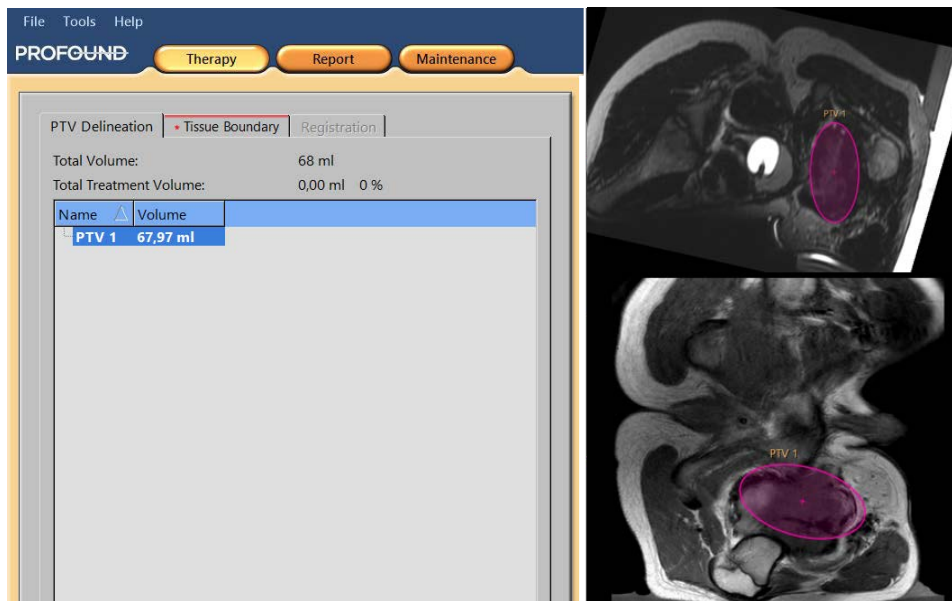 File Tools Help
PROFOUND
Therapy Report Maintenance
PTV Delineation * Tissue Boundary Registration
Total Volume: 68 ml
Total Treatment Volume: 0,00 ml 0 %
Name Volume
PTV 1 67,97 ml
PTV 1
PTV 1